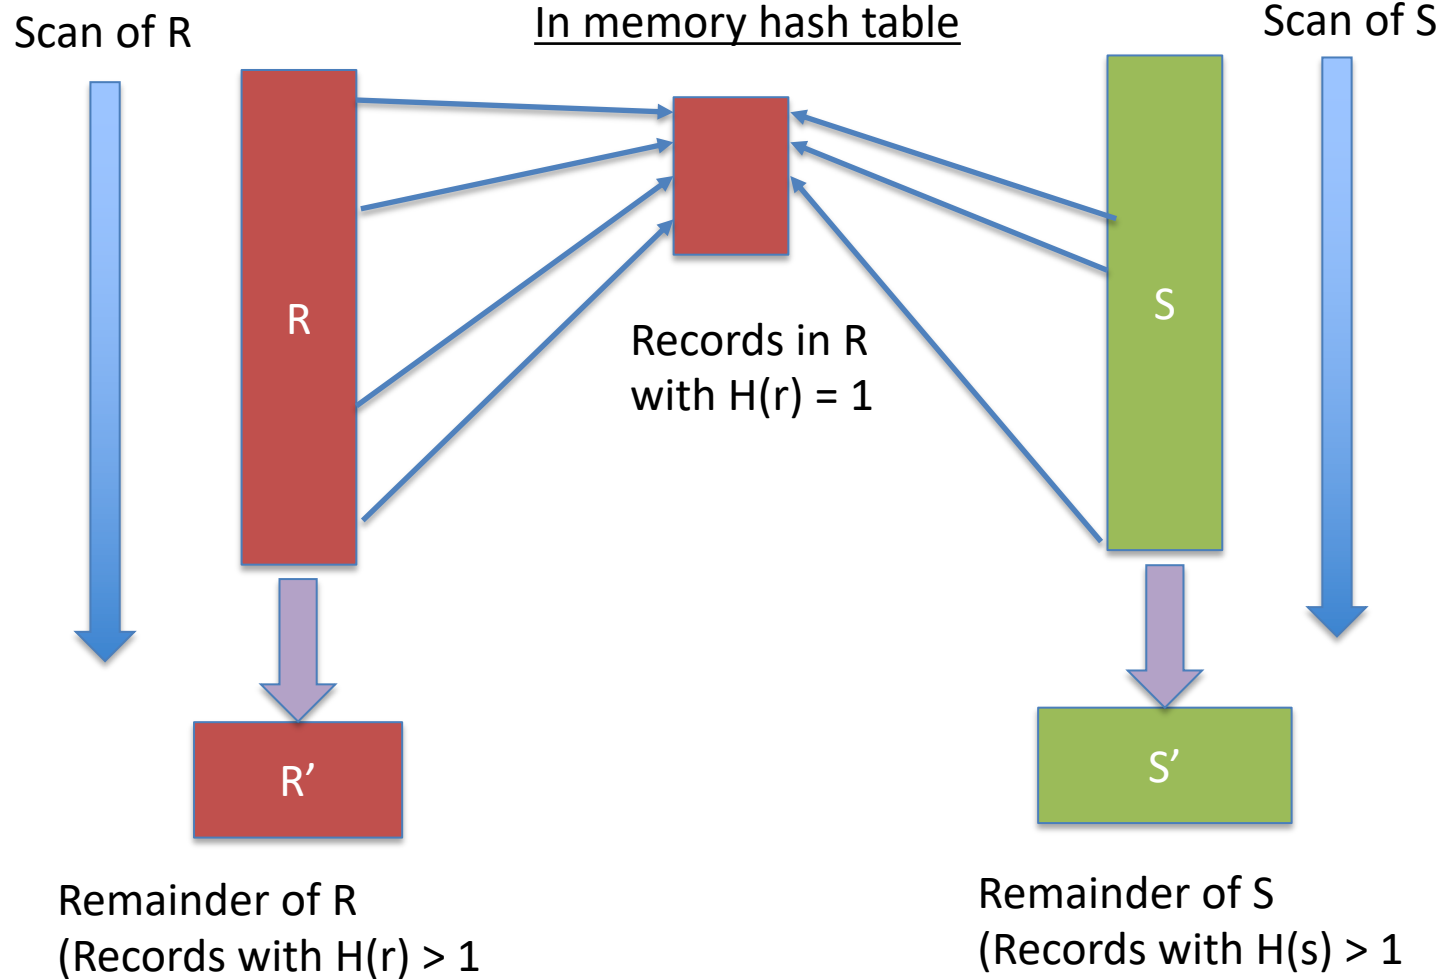 Scan of R
In memory hash table
Scan of S
R
S
Records in R
with H(r) = 1
R’
S’
Remainder of R
(Records with H(r) > 1
Remainder of S
(Records with H(s) > 1